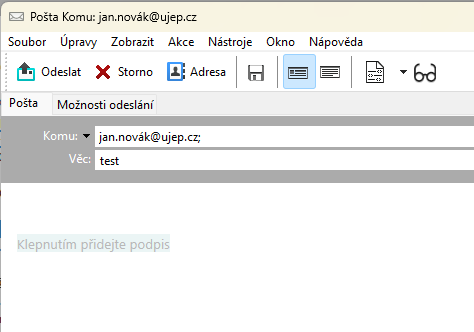 Pošta Komu: jan.novák@ujep.cz
Soubor Úpravy Zobrazit Akce Nástroje Okno Nápověda
Odeslat Storno Adresa
Pošta Možnosti odeslání
Komu: jan.novák@ujep.cz;
Věc: test
Klepnutím přidejte podpis